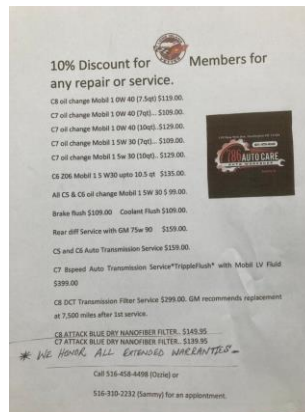 10% Discount for Members for
any repair or service.
C8 oil change Mobil 1 0W 40 (7.5qt) $119.00.
C7 oil change Mobil 1 0W 40 (7qt)... $109.00.
C7 oil change Mobil 1 0W 40 (10qt) $129.00.
C7 oil change Mobil 1 5W 30 (7qt).. $109.00.
C7 oil change Mobil 1 5w 30 (10qt).. $129.00.
C6 Z06 Mobil 1 5 W30 upto 10.5 qt $135.00.
All C5 & C6 oil change Mobil 1 5W 30 $ 99.00.
Brake flush $109.00 Coolant Flush $109.00.
Rear diff Service with GM 75w 90 $159.00.
C5 and C6 Auto Transmission Service $159.00.
C7 8speed Auto Transmission Service"TrippleFlush" with Mobil LV Fluid
$399.00
C8 DCT Transmission Filter Service $299.00. GM recommends replacement
at 7,500 miles after 1st service.
C8 ATTACK BLUE DRY NANOFIBER FILTER.. $149.95
C7 ATTACK BLUE DRY NANOFIBER FILTER.. $139.95
* WE HONOR ALL EXTENDED WARRANTIES
Call 516-458-4498 (Ozzie) or
516-310-2232 (Sammy) for an appointment.
AUTO CARE